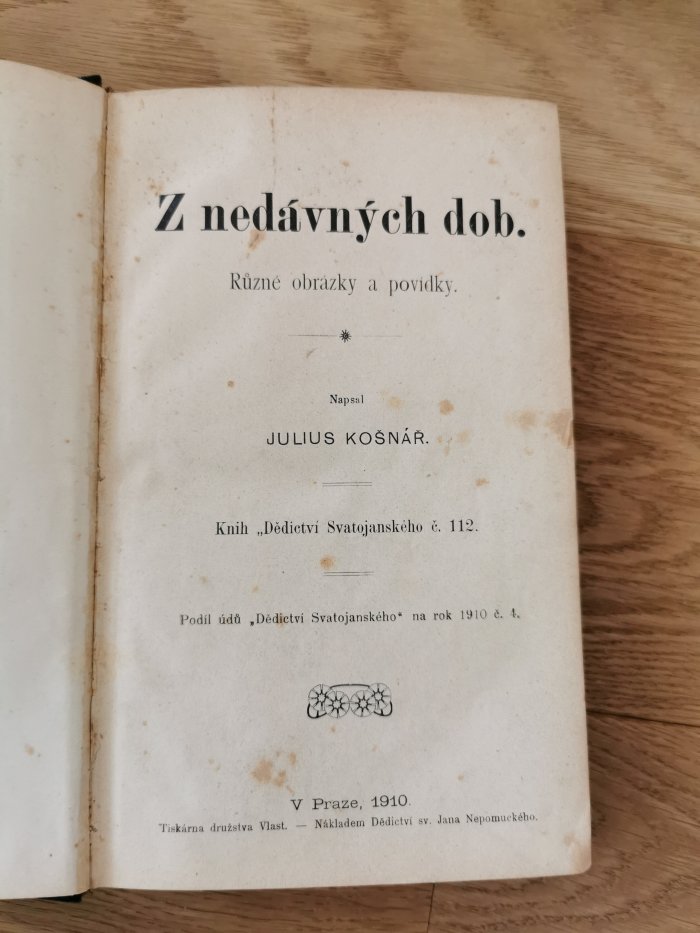 Z nedávných dob.
Různé obrázky a povídky.
Napsal
JULIUS KOŠNÁŘ.
Knih „Dědictví Svatojanského č. 112.
Podíl údů „Dědictví Svatojanského“ na rok 1910 č. 4.
V Praze, 1910.
Tiskárna družstva Vlast. — Nákladem Dědictví sv. Jana Nepomuckého.